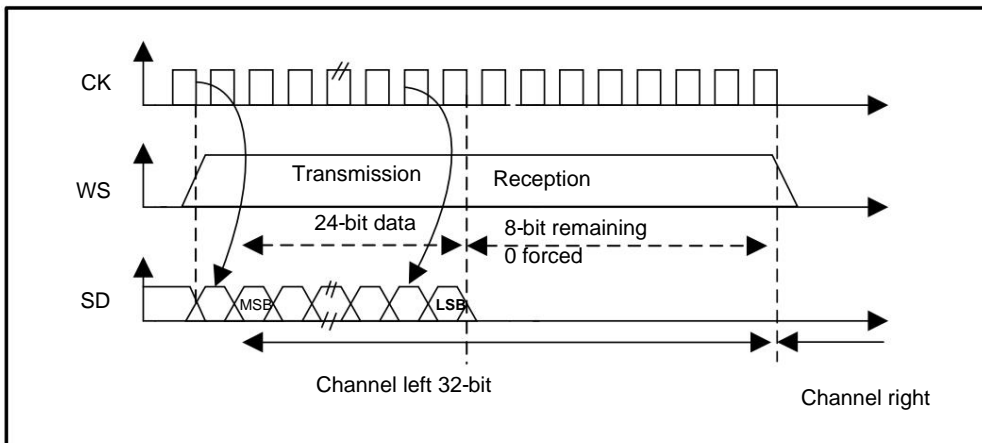 CK
WS
Transmission
Reception
24-bit data
8-bit remaining
0 forced
SD
MSB
LSB
Channel left 32-bit
Channel right